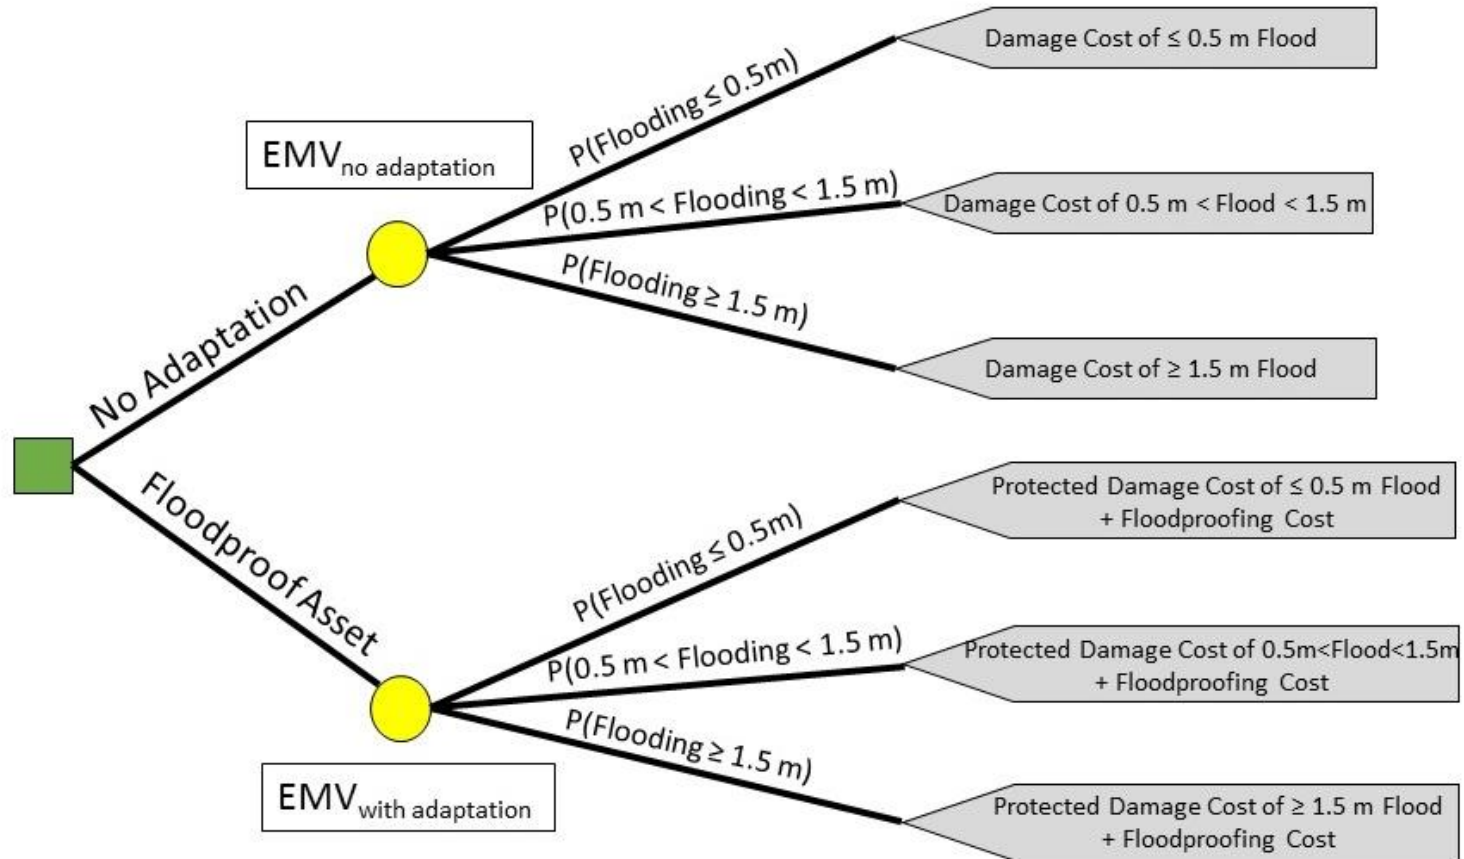 P(Flooding ≤ 0.5m)
Damage Cost of ≤ 0.5 m Flood
EMV no adaptation
P(0.5 m < Flooding < 1.5 m)
Damage Cost of 0.5 m < Flood < 1.5 m
P(Flooding ≥ 1.5 m)
Damage Cost of ≥ 1.5 m Flood
No Adaptation
Floodproof Asset
P(Flooding ≤ 0.5m)
Protected Damage Cost of ≤ 0.5 m Flood
+ Floodproofing Cost
P(0.5 m < Flooding < 1.5 m)
Protected Damage Cost of 0.5m<Flood<1.5m
+ Floodproofing Cost
P(Flooding ≥ 1.5 m)
Protected Damage Cost of ≥ 1.5 m Flood
+ Floodproofing Cost
EMV with adaptation